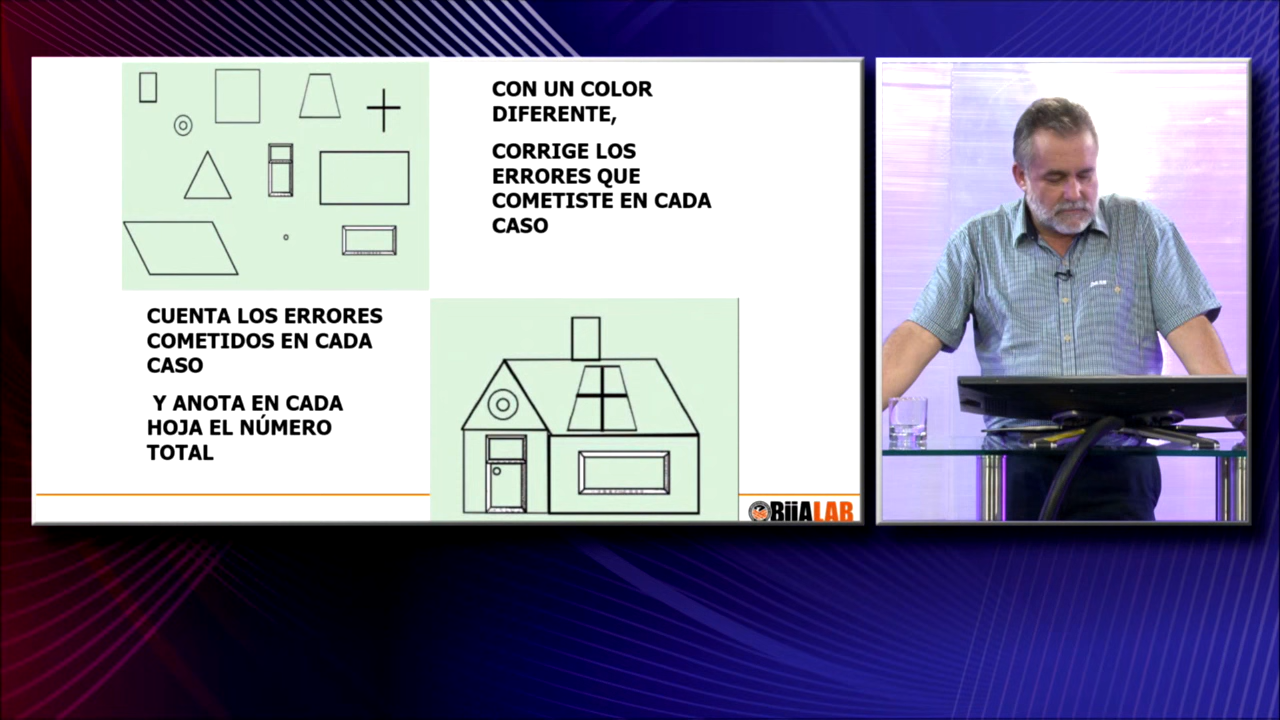 CON UN COLOR
DIFERENTE,
CORRIGE LOS
ERRORES QUE
COMETISTE EN CADA
CASO
CUENTA LOS ERRORES
COMETIDOS EN CADA
CASO
Y ANOTA EN CADA
HOJA EL NÚMERO
TOTAL
BiiALAB